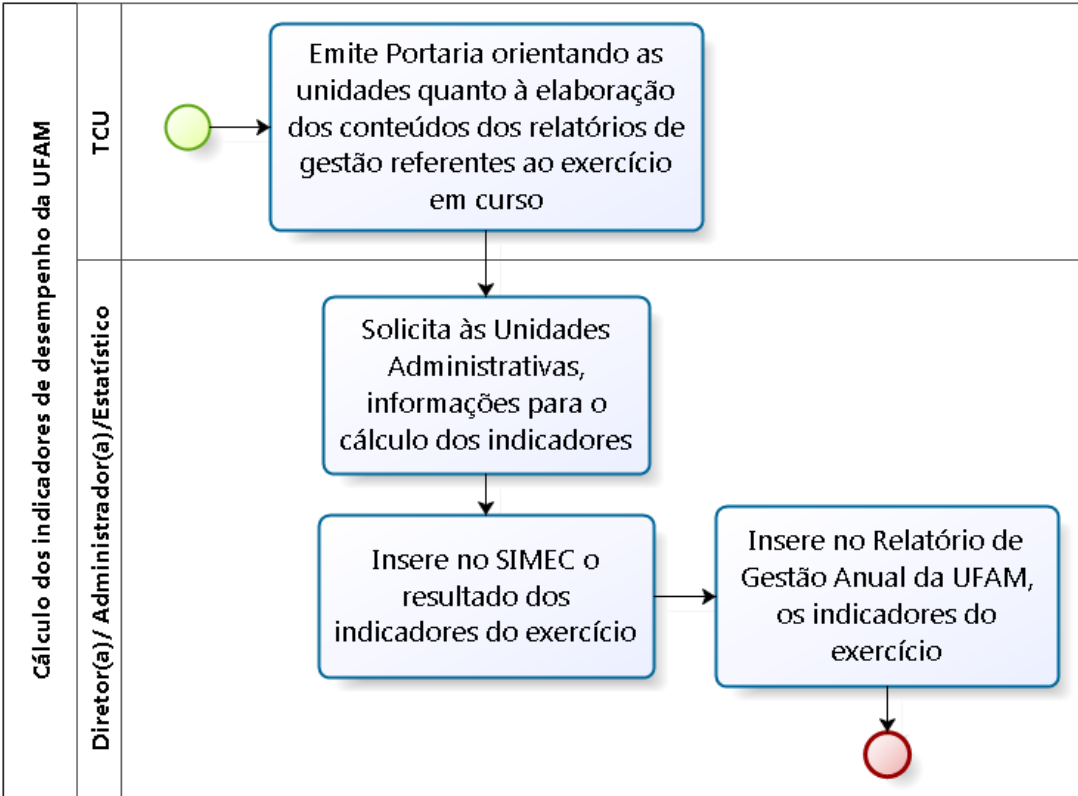 Cálculo dos indicadores de desempenho da UFAM
TCU
Emite Portaria orientando as
unidades quanto à elaboração
dos conteúdos dos relatórios de
gestão referentes ao exercício
em curso
Diretor(a)/ Administrador(a)/Estatístico
Solicita às Unidades
Administrativas,
informações para o
cálculo dos indicadores
Insere no SIMEC o
resultado dos
indicadores do exercício
Insere no Relatório de
Gestão Anual da UFAM,
os indicadores do
exercício